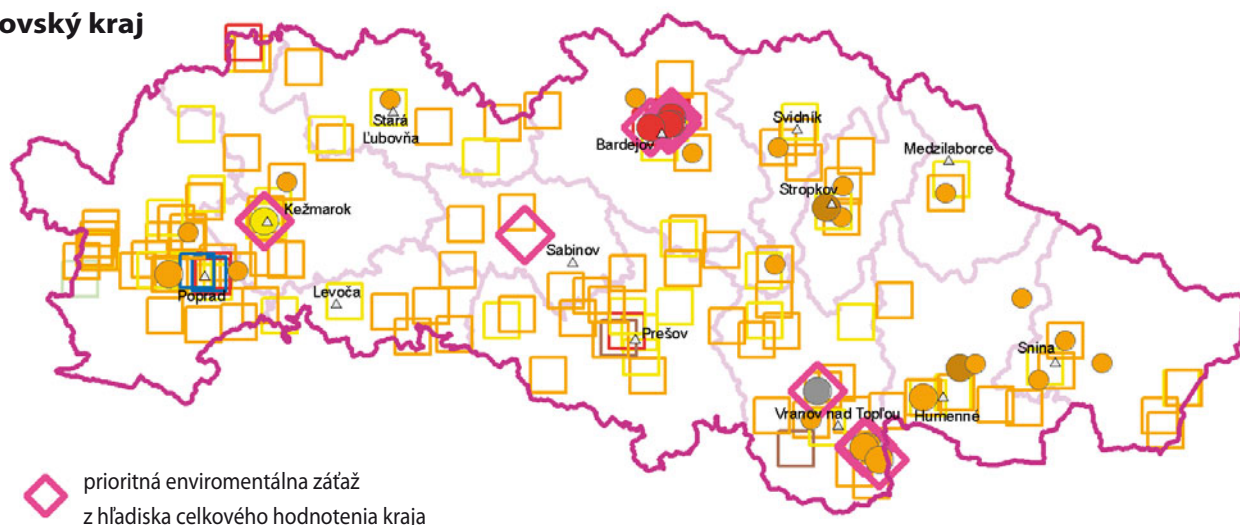 ovský kraj
Stará
Ľubovňa
Bardejov
Svidník
Medzilaborce
Stropkov
Kežmarok
Sabinov
Poprad
Levoča
Prešov
Snina
Vranov nad Topľou
Humenné
prioritná enviromentálna záťaž
z hľadiska celkového hodnotenia kraja